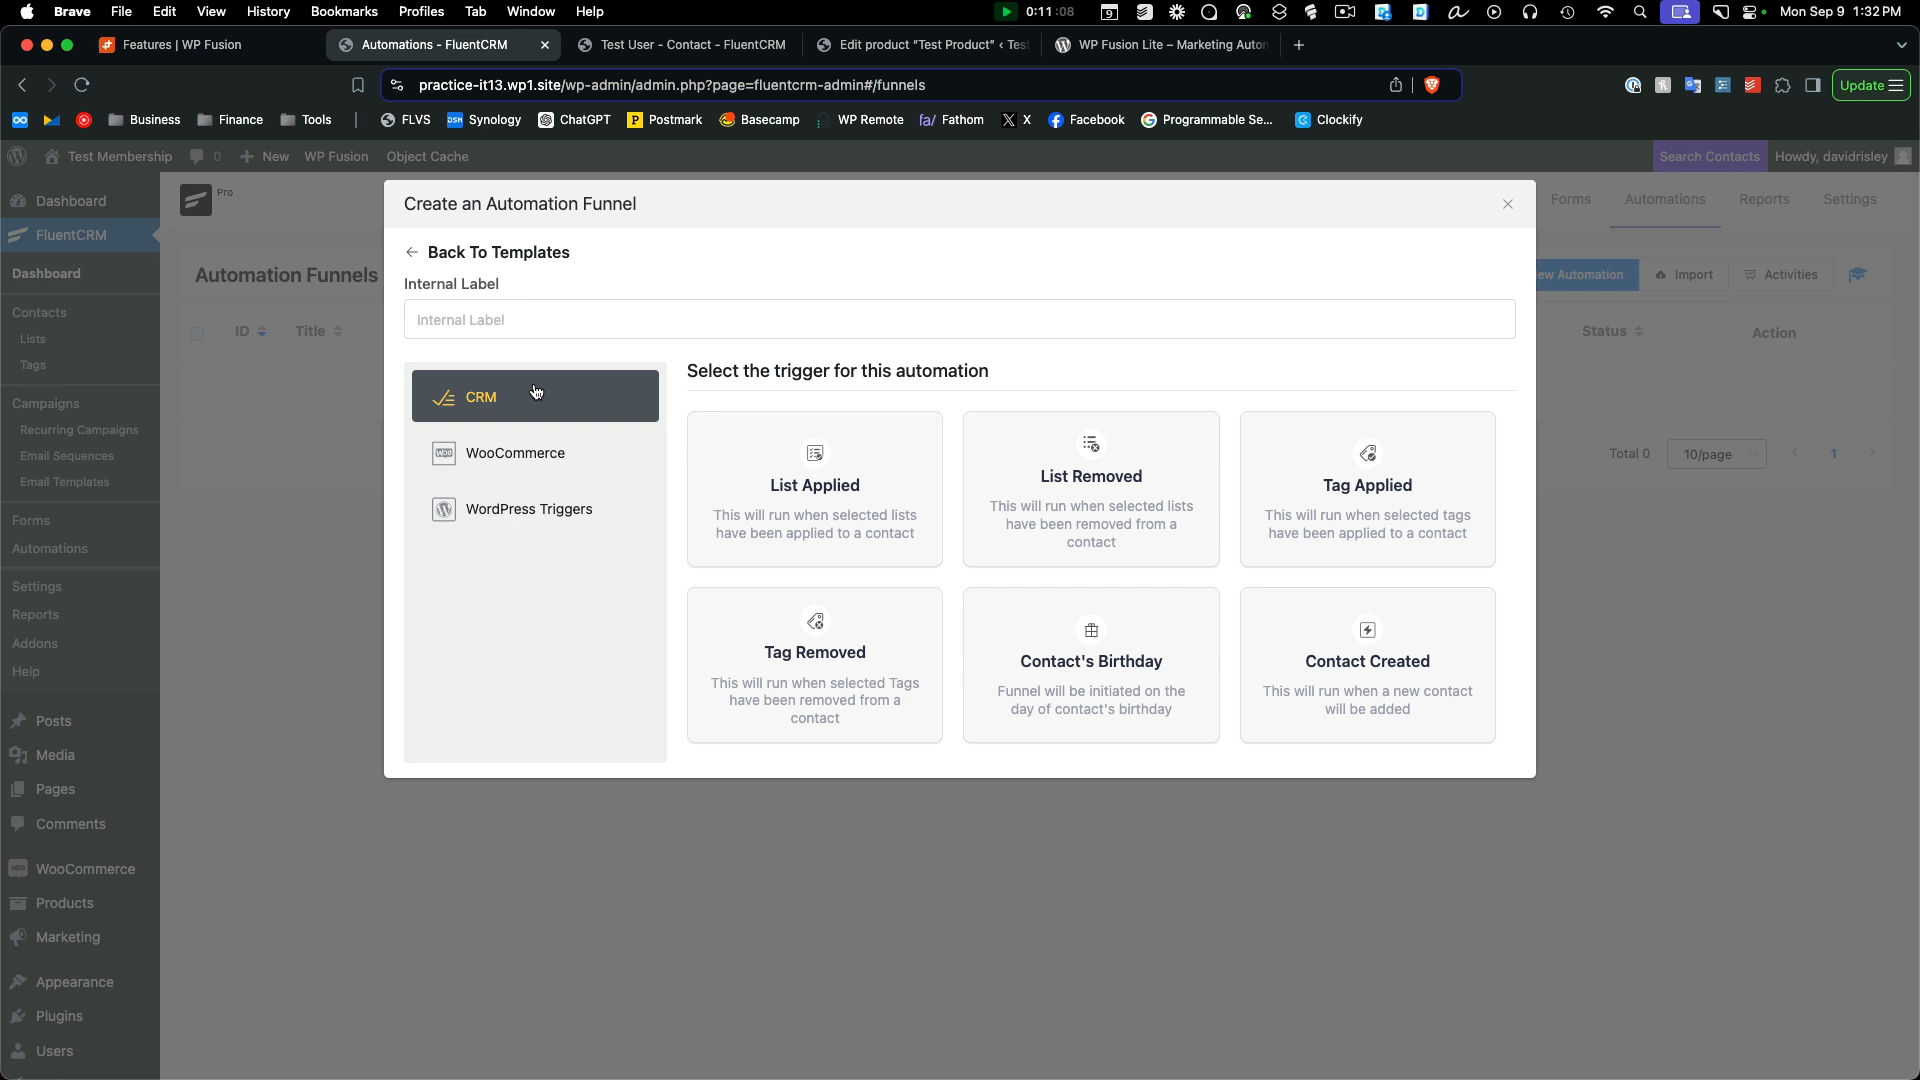 Brave File Edit View History Bookmarks Profiles Tab Window Help 0:11:08 9 Mon Sep 9 1:32 PM
Features | WP Fusion Automations - FluentCRM Test User - Contact - FluentCRM Edit product "Test Product" ‹ Tes WP Fusion Lite – Marketing Auton
practice-it13.wp1.site/wp-admin/admin.php?page=fluentcrm-admin#/funnels Update
Business Finance Tools FLVS DSM Synology ChatGPT Postmark Basecamp WP Remote fa/ Fathom X Facebook Programmable Se... Clockify
Test Membership 0 New WP Fusion Object Cache Search Contacts Howdy, davidrisley
Dashboard
FluentCRM
Dashboard
Contacts
Lists
Tags
Campaigns
Recurring Campaigns
Email Sequences
Email Templates
Forms
Automations
Settings
Reports
Addons
Help
Posts
Media
Pages
Comments
WooCommerce
Products
Marketing
Appearance
Plugins
Users
Pro
Forms Automations Reports Settings
Automation Funnels
ew Automation Import Activities
ID Title Status Action
Total 0 10/page 1
Create an Automation Funnel
Back To Templates
Internal Label
Internal Label
CRM
WooCommerce
WordPress Triggers
Select the trigger for this automation
List Applied
This will run when selected lists
have been applied to a contact
List Removed
This will run when selected lists
have been removed from a
contact
Tag Applied
This will run when selected tags
have been applied to a contact
Tag Removed
This will run when selected Tags
have been removed from a
contact
Contact's Birthday
Funnel will be initiated on the
day of contact's birthday
Contact Created
This will run when a new contact
will be added